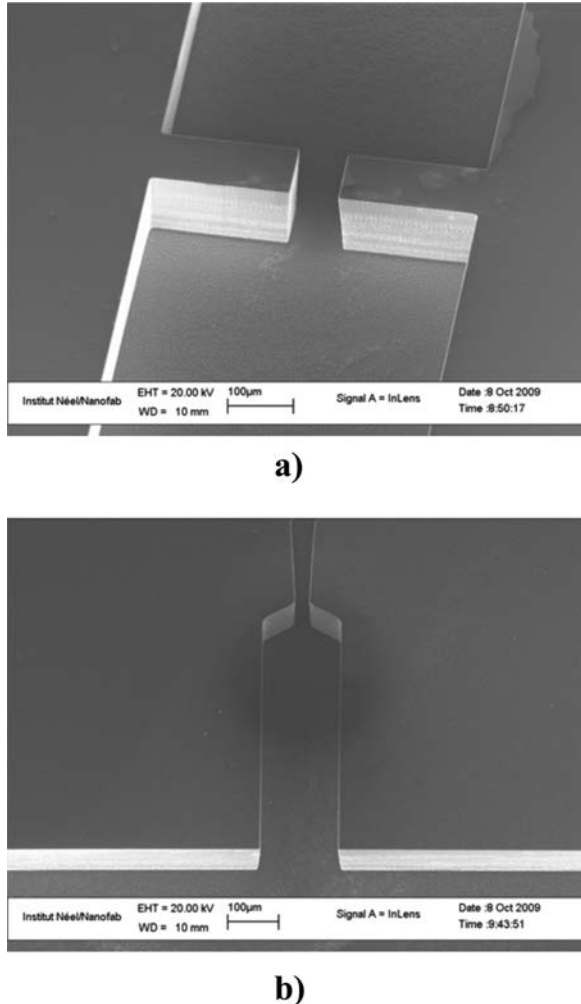 Institut Néel/Nanofab
EHT = 20.00 kV
WD = 10 mm
100µm
Signal A = InLens
Date :8 Oct 2009
Time :8:50:17
a)
Institut Néel/Nanofab
EHT = 20.00 kV
WD = 10 mm
100µm
Signal A = InLens
Date :8 Oct 2009
Time :9:43:51
b)